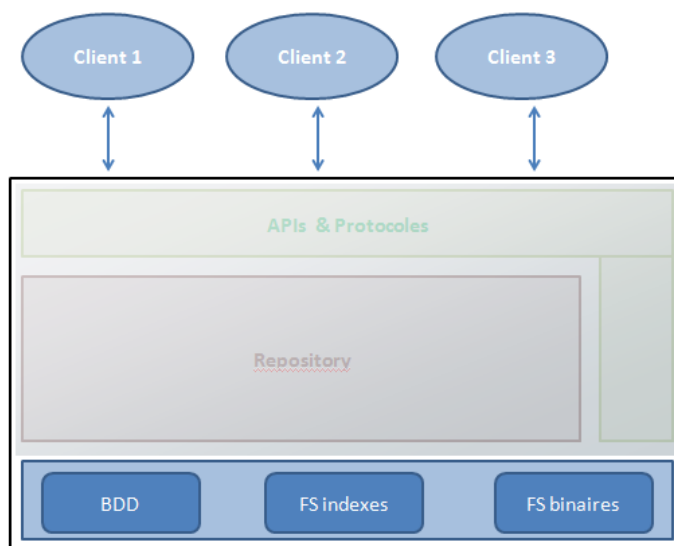 Client 1 Client 2 Client 3
APIs & Protocoles
Repository
BDD FS indexes FS binaires